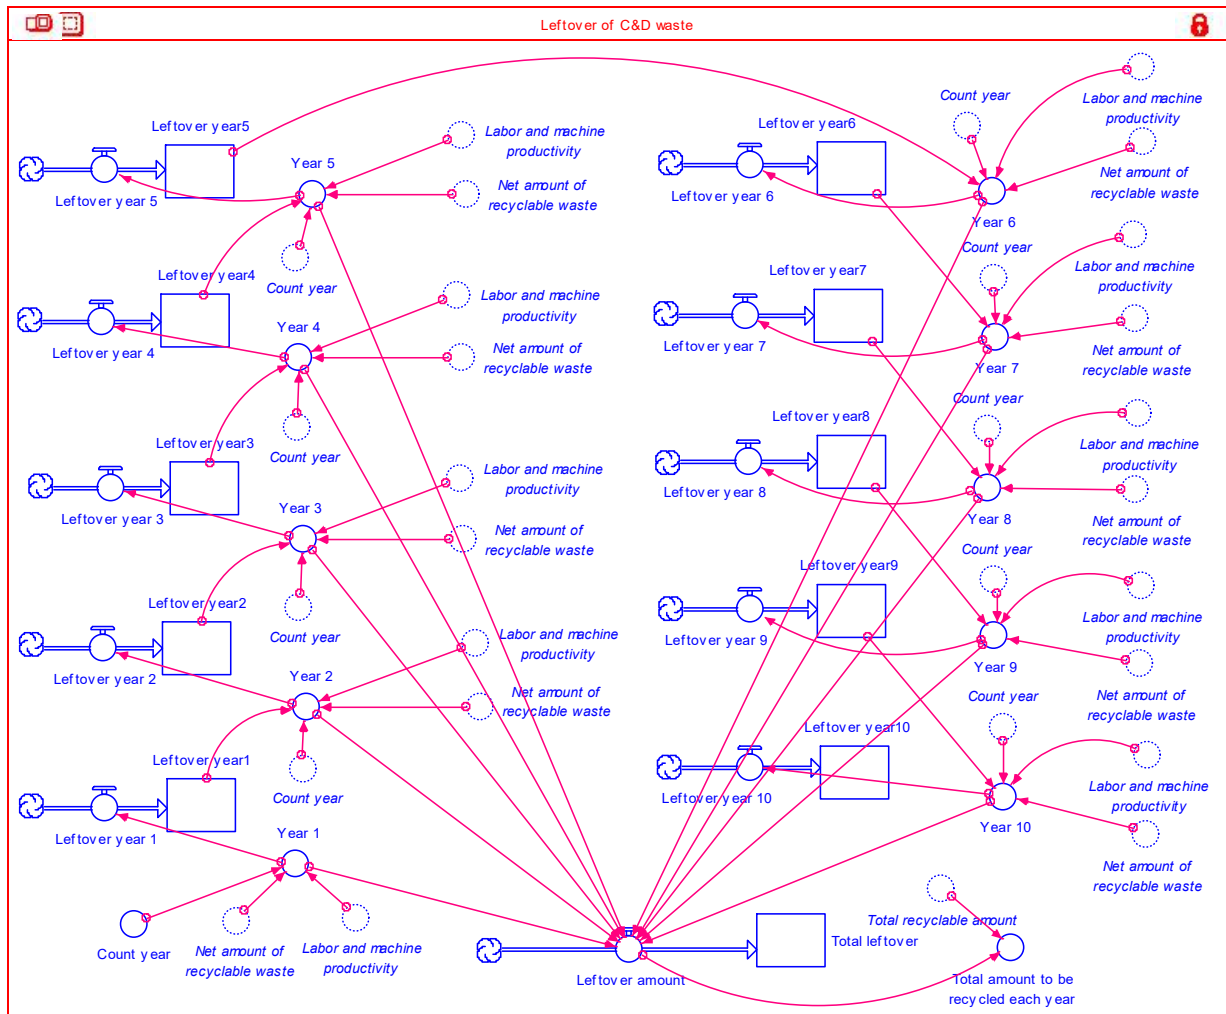 Leftover of C&D waste
Leftover year5
Leftover year 5
Year 5
Labor and machine
productivity
Net amount of
recyclable waste
Count year
Leftover year4
Leftover year 4
Year 4
Labor and machine
productivity
Net amount of
recyclable waste
Count year
Leftover year3
Leftover year 3
Year 3
Labor and machine
productivity
Net amount of
recyclable waste
Count year
Leftover year2
Leftover year 2
Year 2
Labor and machine
productivity
Net amount of
recyclable waste
Count year
Leftover year1
Leftover year 1
Year 1
Count year
Net amount of
recyclable waste
Labor and machine
productivity
Leftover year6
Leftover year 6
Count year
Labor and machine
productivity
Net amount of
recyclable waste
Year 6
Leftover year7
Leftover year 7
Count year
Labor and machine
productivity
Net amount of
recyclable waste
Year 7
Leftover year8
Leftover year 8
Count year
Labor and machine
productivity
Net amount of
recyclable waste
Year 8
Leftover year9
Leftover year 9
Count year
Labor and machine
productivity
Net amount of
recyclable waste
Year 9
Leftover year10
Leftover year 10
Count year
Labor and machine
productivity
Net amount of
recyclable waste
Year 10
Leftover amount
Total leftover
Total recyclable amount
Total amount to be
recycled each year